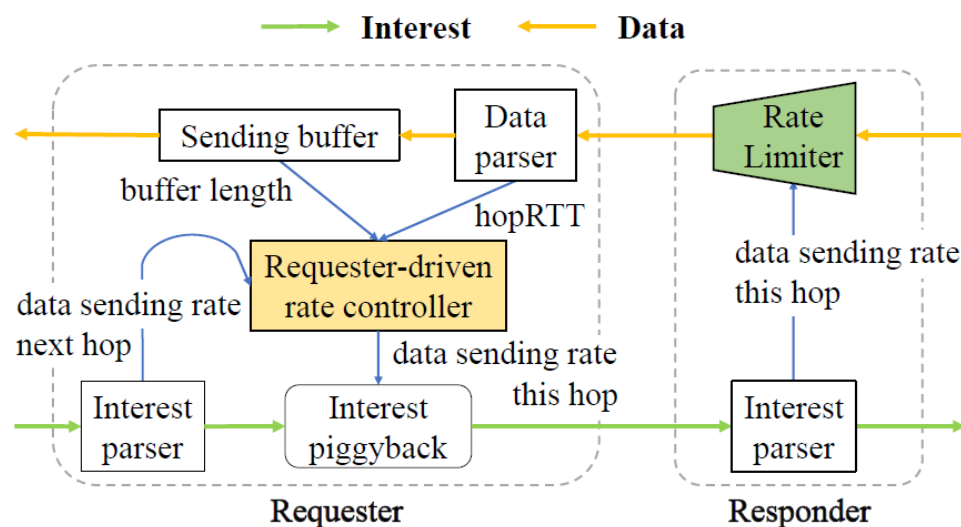 Interest
Data
Sending buffer
Data
parser
Rate
Limiter
buffer length
hopRTT
Requester-driven
rate controller
data sending rate
next hop
data sending rate
this hop
data sending rate
this hop
Interest
parser
Interest
piggyback
Interest
parser
Requester
Responder